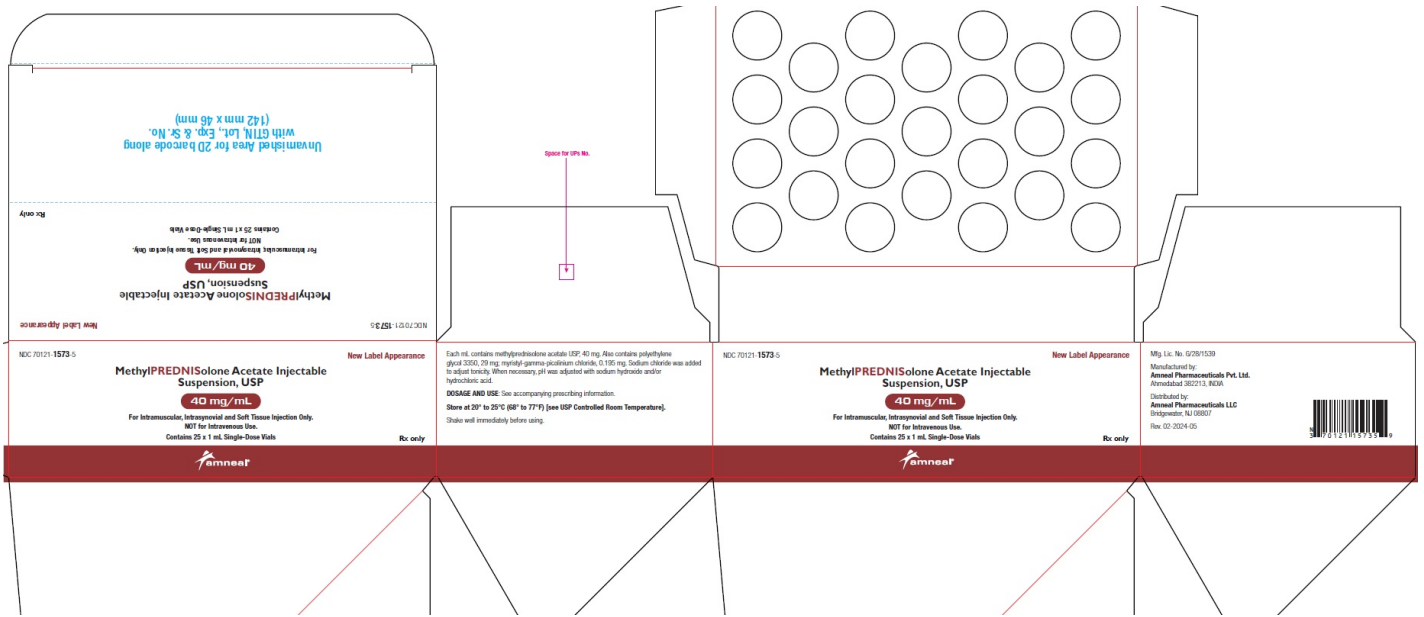 Unvarnished Area for 2D barcode along
with GTIN, Lot., Exp. & Sr. No.
(142 mm x 46 mm)
Rx only
Contains 25 x 1 mL Single-Dose Vials
NOT for Intravenous Use.
For Intramuscular, Intrasynovial and Soft Tissue Injection Only.
40 mg/mL
MethylPREDNISolone Acetate Injectable
Suspension, USP
NDC 70121-1573-5
New Label Appearance
Space for UPs No.
NDC 70121-1573-5
New Label Appearance
MethylPREDNISolone Acetate Injectable
Suspension, USP
40 mg/mL
For Intramuscular, Intrasynovial and Soft Tissue Injection Only.
NOT for Intravenous Use.
Contains 25 x 1 mL Single-Dose Vials
Rx only
amneal
Each mL contains methylprednisolone acetate USP, 40 mg. Also contains polyethylene
glycol 3350, 29 mg; myristyl-gamma-picolinium chloride, 0.195 mg. Sodium chloride was added
to adjust tonicity. When necessary, pH was adjusted with sodium hydroxide and/or
hydrochloric acid.
DOSAGE AND USE: See accompanying prescribing information.
Store at 20° to 25°C (68° to 77°F) [see USP Controlled Room Temperature].
Shake well immediately before using.
NDC 70121-1573-5
New Label Appearance
MethylPREDNISolone Acetate Injectable
Suspension, USP
40 mg/mL
For Intramuscular, Intrasynovial and Soft Tissue Injection Only.
NOT for Intravenous Use.
Contains 25 x 1 mL Single-Dose Vials
Rx only
amneal
Mfg. Lic. No. G/28/1539
Manufactured by:
Amneal Pharmaceuticals Pvt. Ltd.
Ahmedabad 382213, INDIA
Distributed by:
Amneal Pharmaceuticals LLC
Bridgewater, NJ 08807
Rev. 02-2024-05
N
3 70121 15735 9